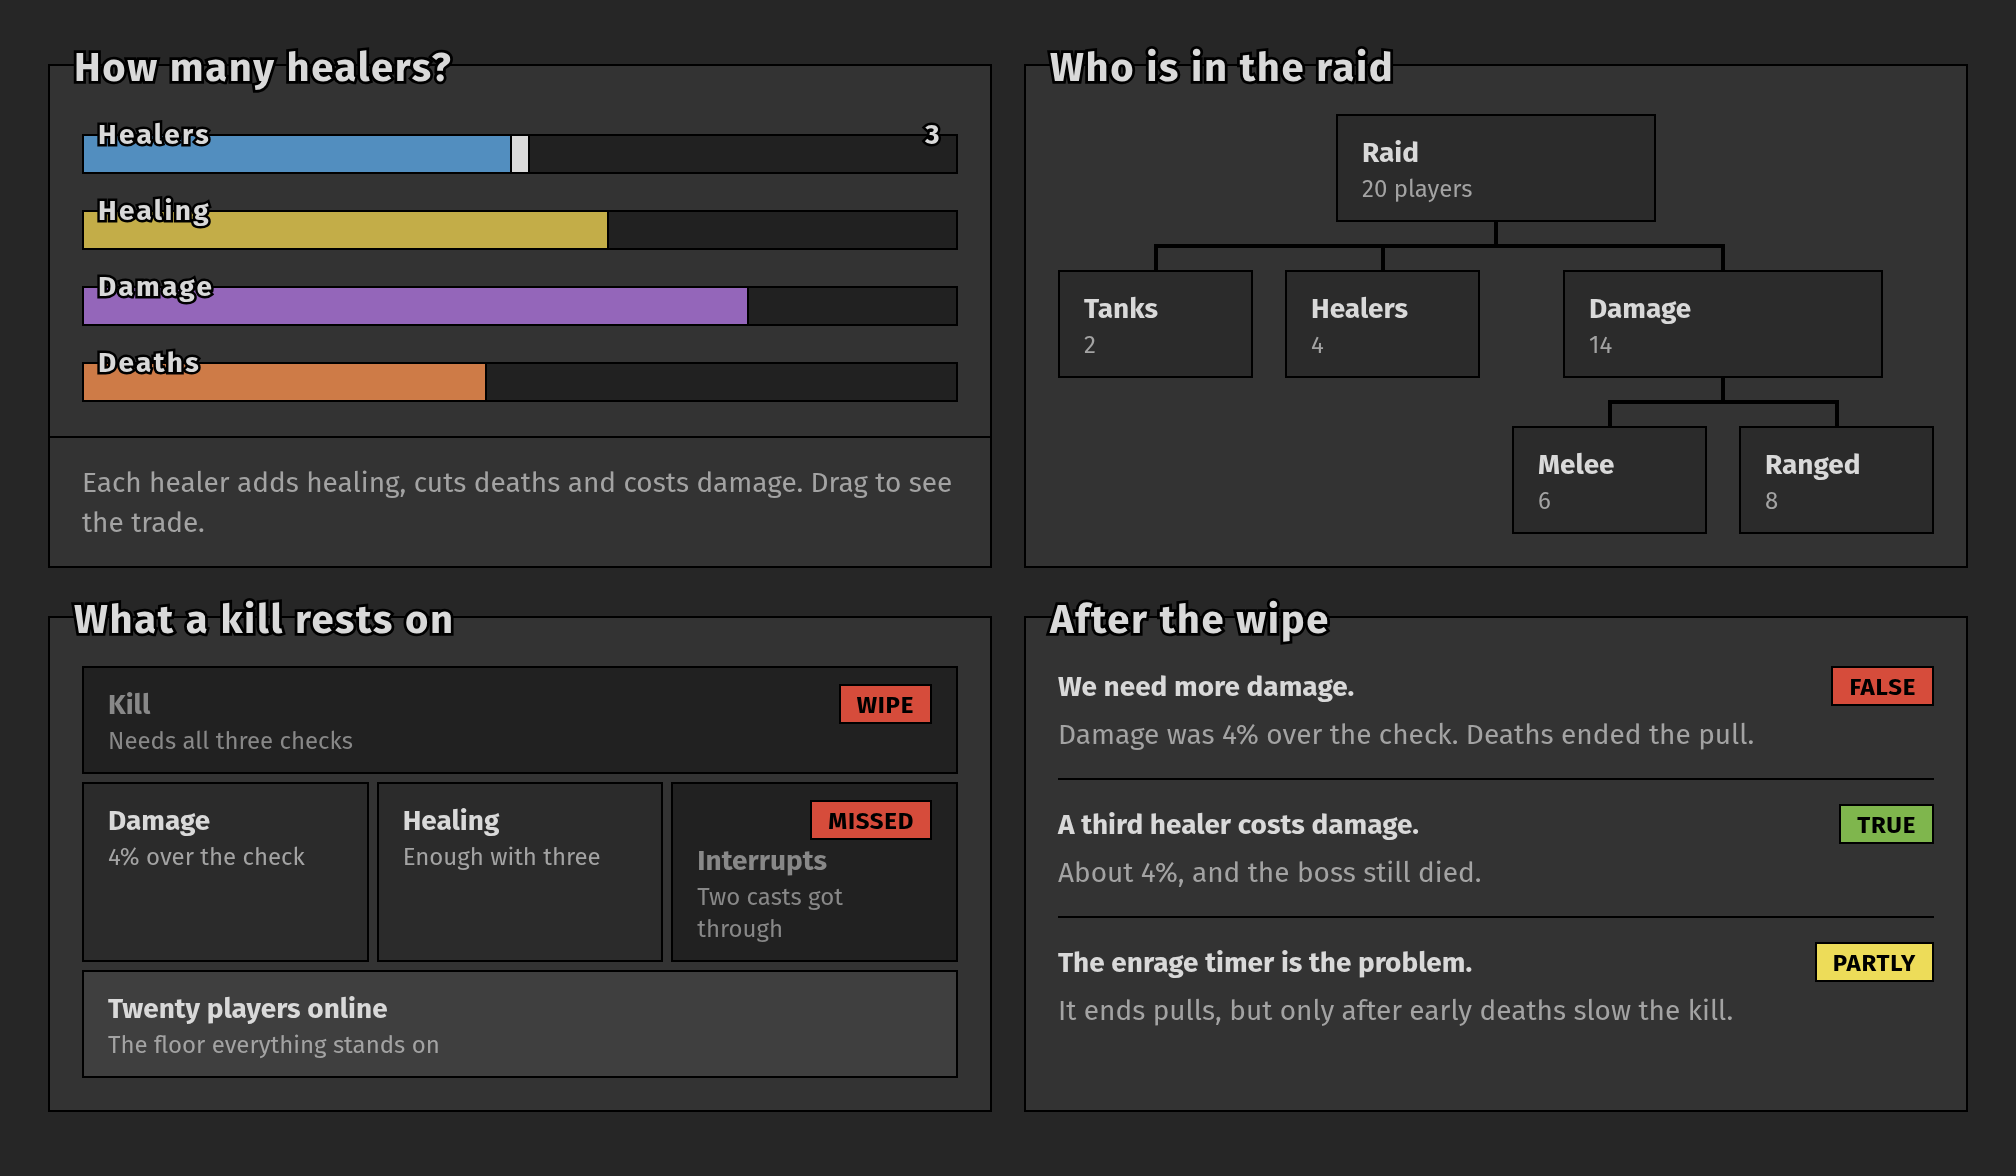 How many healers?
Healers 3
Healing
Damage
Deaths
Each healer adds healing, cuts deaths and costs damage. Drag to see
the trade.
Who is in the raid
Raid
20 players
Tanks
2
Healers
4
Damage
14
Melee
6
Ranged
8
What a kill rests on
Kill
WIPE
Needs all three checks
Damage
4% over the check
Healing
Enough with three
MISSED
Interrupts
Two casts got
through
Twenty players online
The floor everything stands on
After the wipe
We need more damage.
FALSE
Damage was 4% over the check. Deaths ended the pull.
A third healer costs damage.
TRUE
About 4%, and the boss still died.
The enrage timer is the problem.
PARTLY
It ends pulls, but only after early deaths slow the kill.